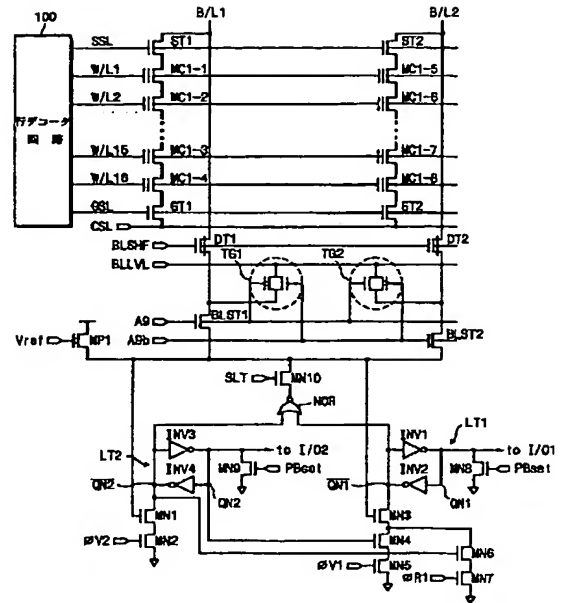 B/L1 B/L2
100
SSL ST1 ST2
W/L1 MC1-1 MC1-5
W/L2 MC1-2 MC1-6
行デコーダ
回路
W/L15 MC1-3 MC1-7
W/L16 MC1-4 MC1-8
GSL GT1 GT2
CSL
BLSHF DT1 DT2
BLLVL TG1 TG2
A9 BLST1
Vref MP1 A9b BLST2
SLT MN10
NOR
LT1
INV3 INV1
LT2 to I/O2 to I/O1
INV4 MN9 PBset INV2 MN8 PBset
QN2 QN2 QN1 QN1
MN1 MN3
øV2 MN2 MN4 MN6
øV1 MN5 øR1 MN7